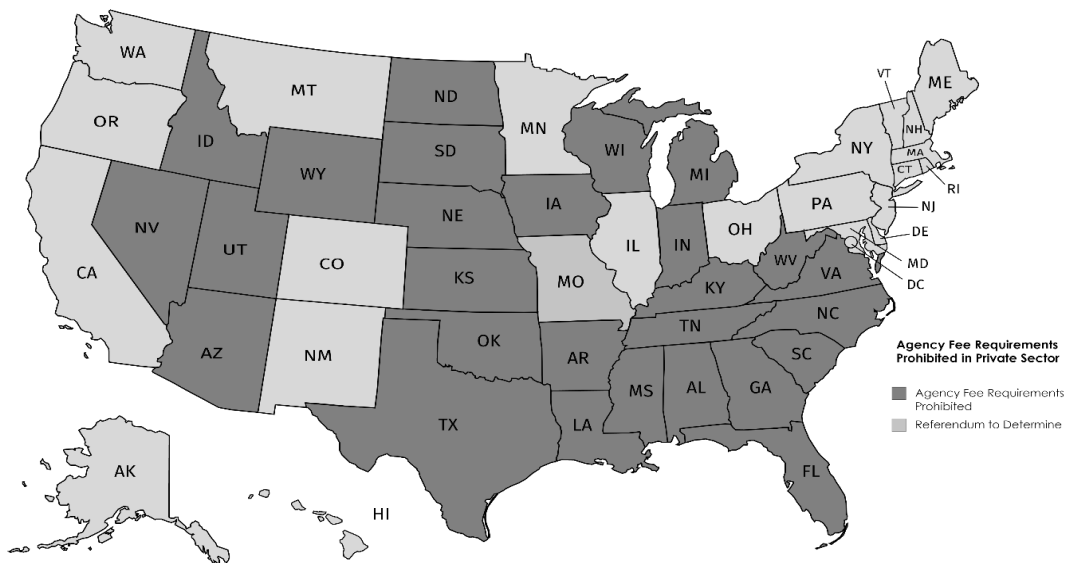 WA
MT
ND
MN
VT
ME
OR
ID
SD
WI
MI
NY
NH
MA
CT
RI
WY
NE
IA
PA
NJ
NV
UT
CO
KS
MO
IL
IN
OH
DE
MD
DC
CA
WV
VA
KY
AZ
NM
OK
AR
TN
NC
SC
TX
LA
MS
AL
GA
FL
AK
HI
Agency Fee Requirements
Prohibited in Private Sector
Agency Fee Requirements
Prohibited
Referendum to Determine